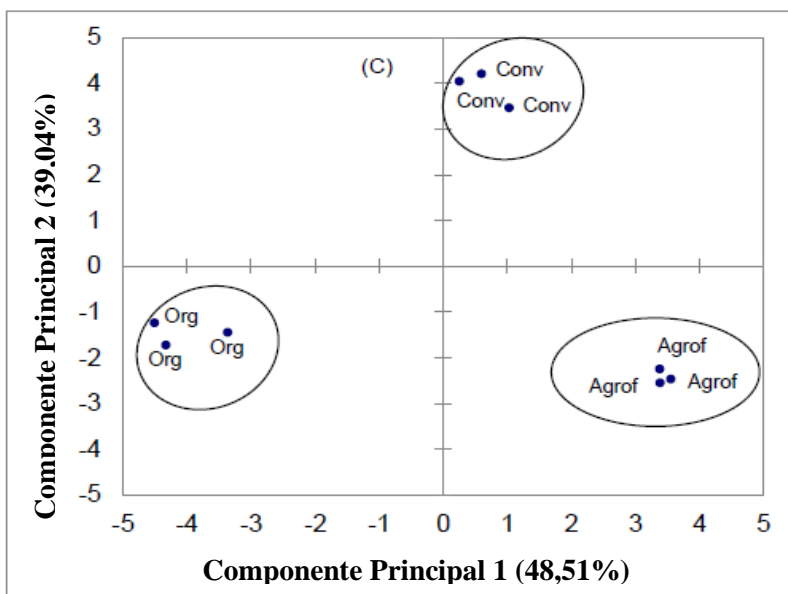 5
4
3
2
1
0
-1
-2
-3
-4
-5
Componente Principal 2 (39.04%)
(C)
Conv
Conv Conv
Org
Org
Org
Agrof
Agrof
Agrof
-5 -4 -3 -2 -1 0 1 2 3 4 5
Componente Principal 1 (48,51%)